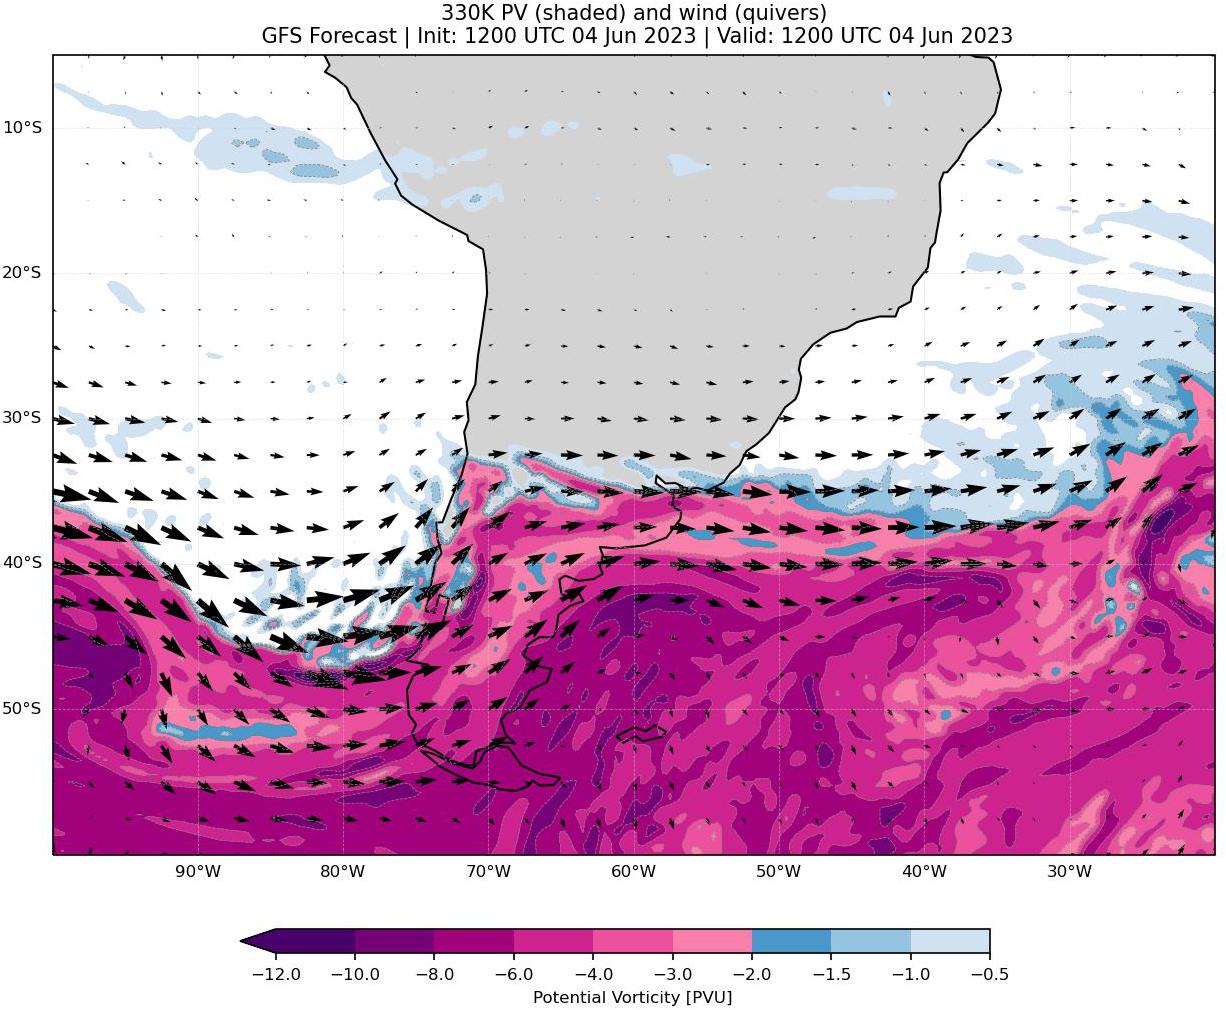 330K PV (shaded) and wind (quivers)
GFS Forecast | Init: 1200 UTC 04 Jun 2023 | Valid: 1200 UTC 04 Jun 2023
10°S
20°S
30°S
40°S
50°S
90°W 80°W 70°W 60°W 50°W 40°W 30°W
−12.0 −10.0 −8.0 −6.0 −4.0 −3.0 −2.0 −1.5 −1.0 −0.5
Potential Vorticity [PVU]